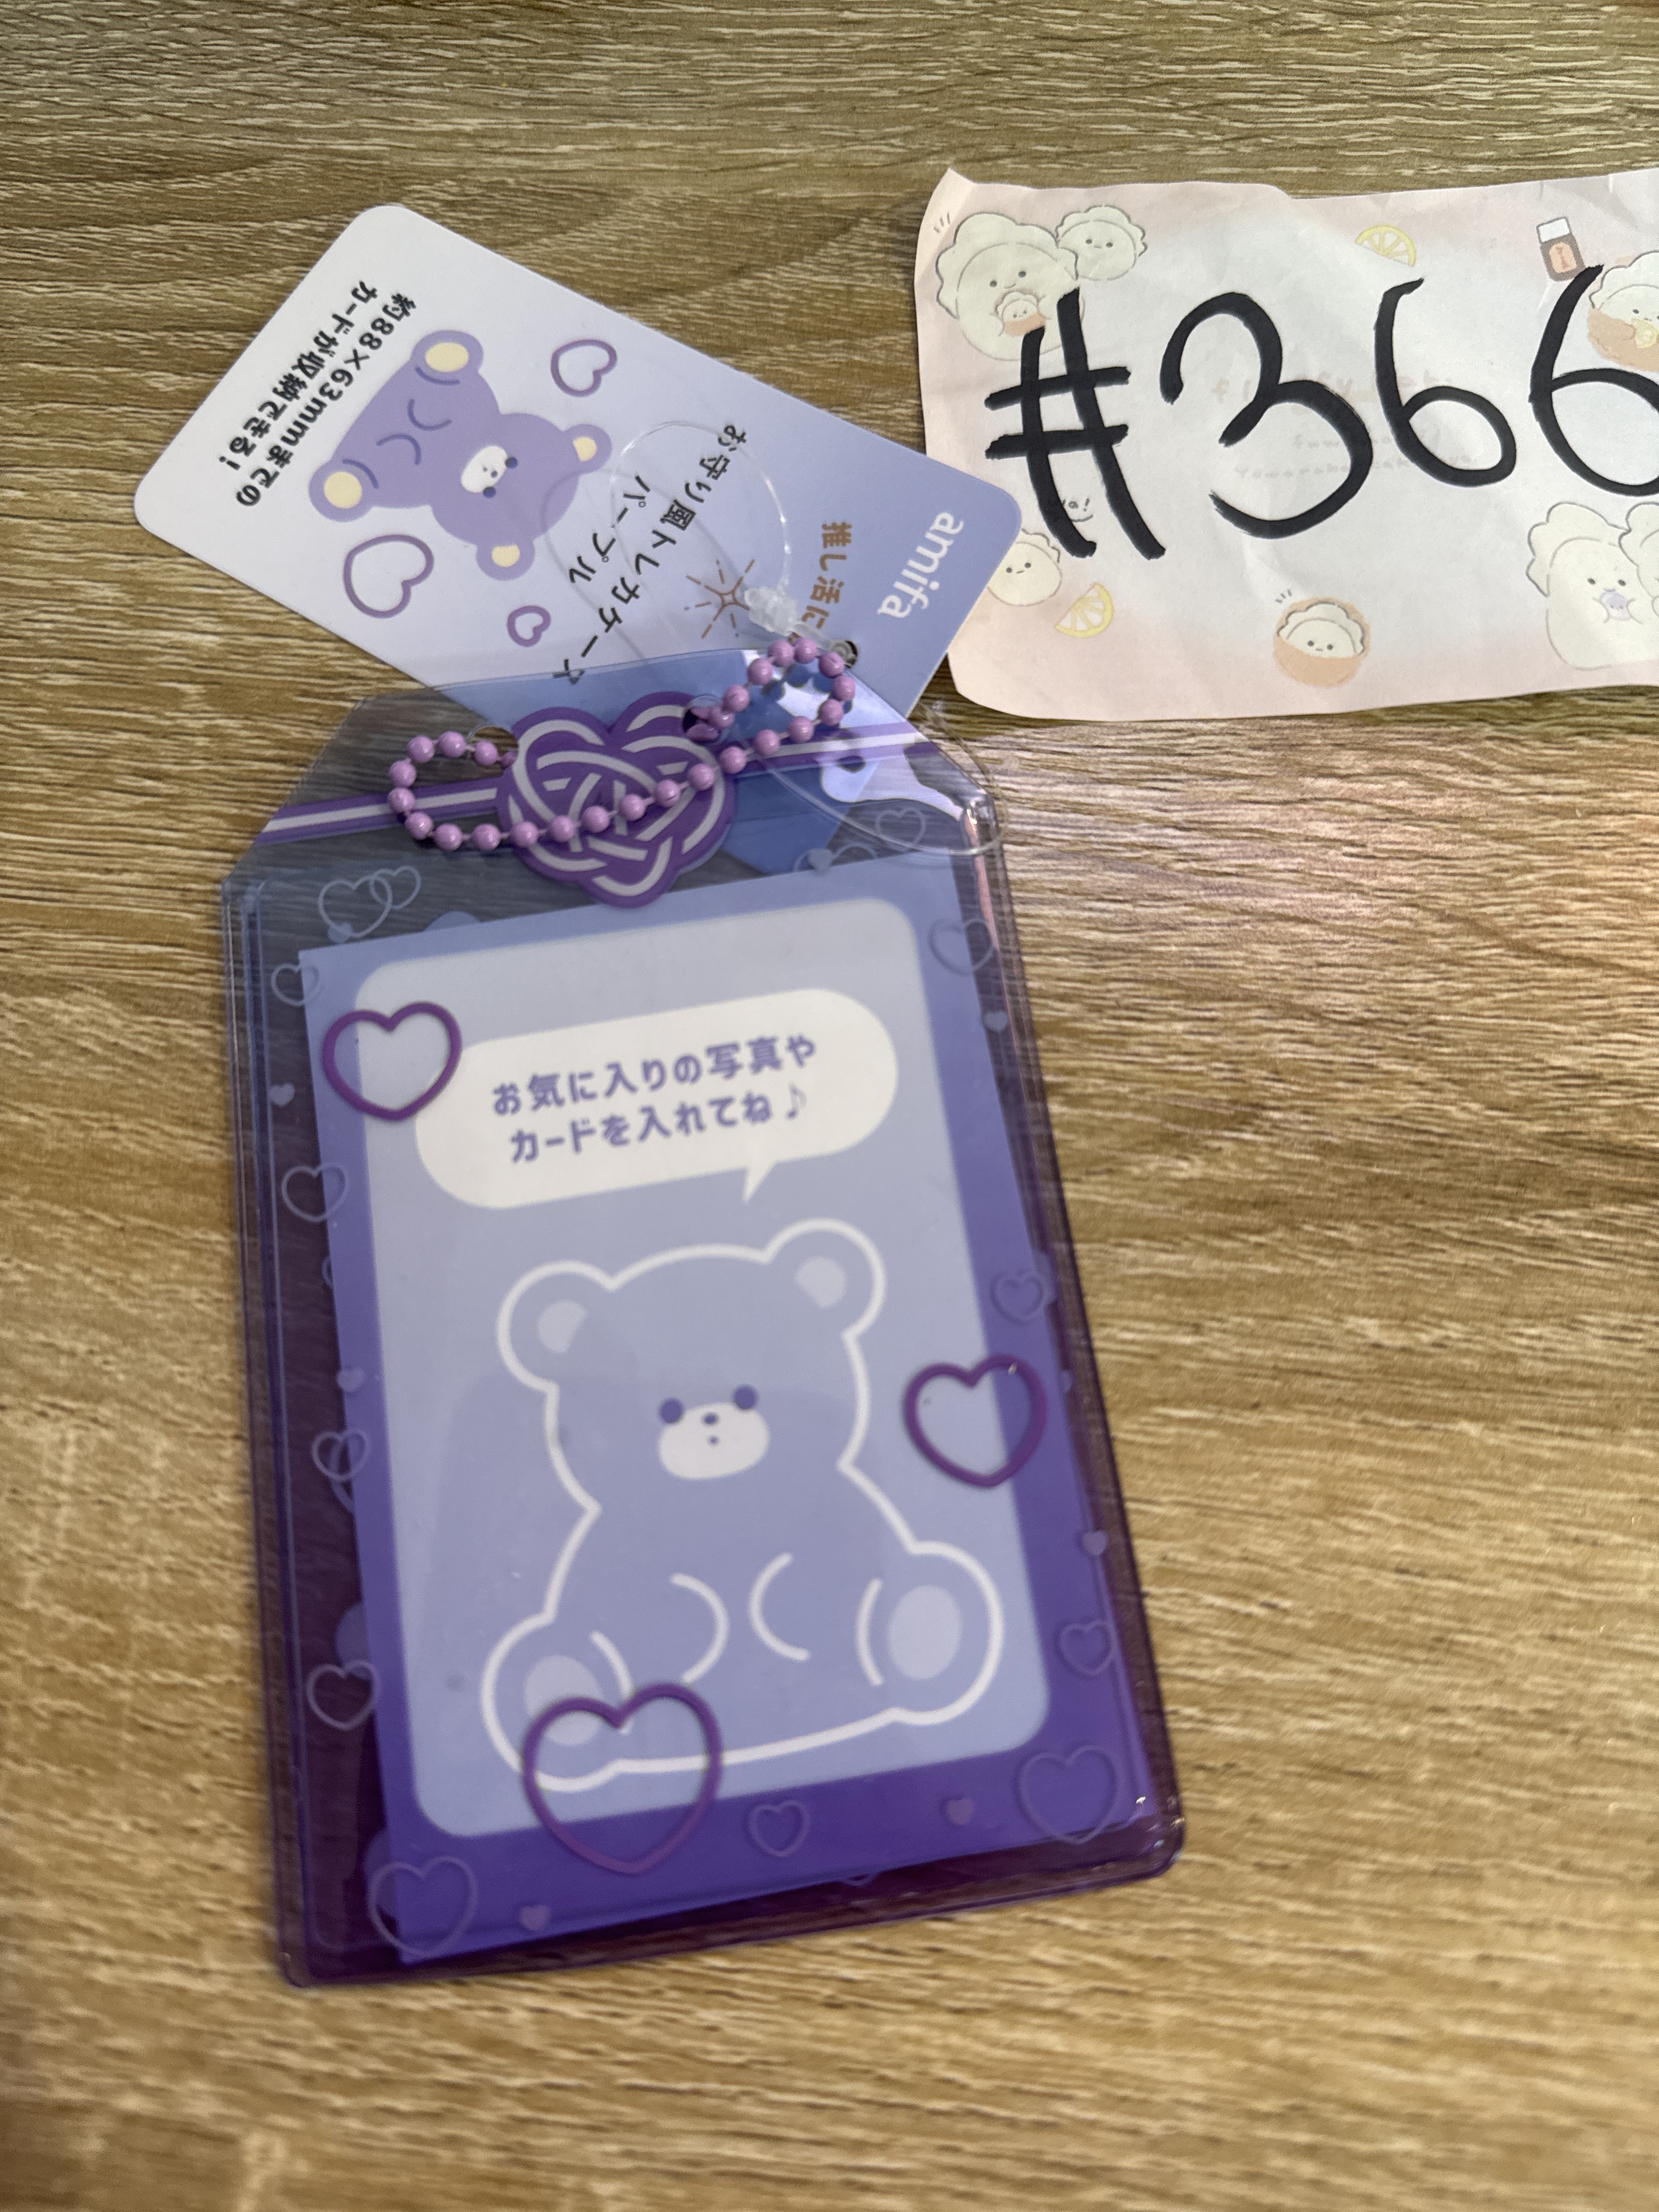 amifa
推し活に
お守り風トレカケース
パープル
約88×63mmまでの
カードが収納できる!
#366
お気に入りの写真や
カードを入れてね♪